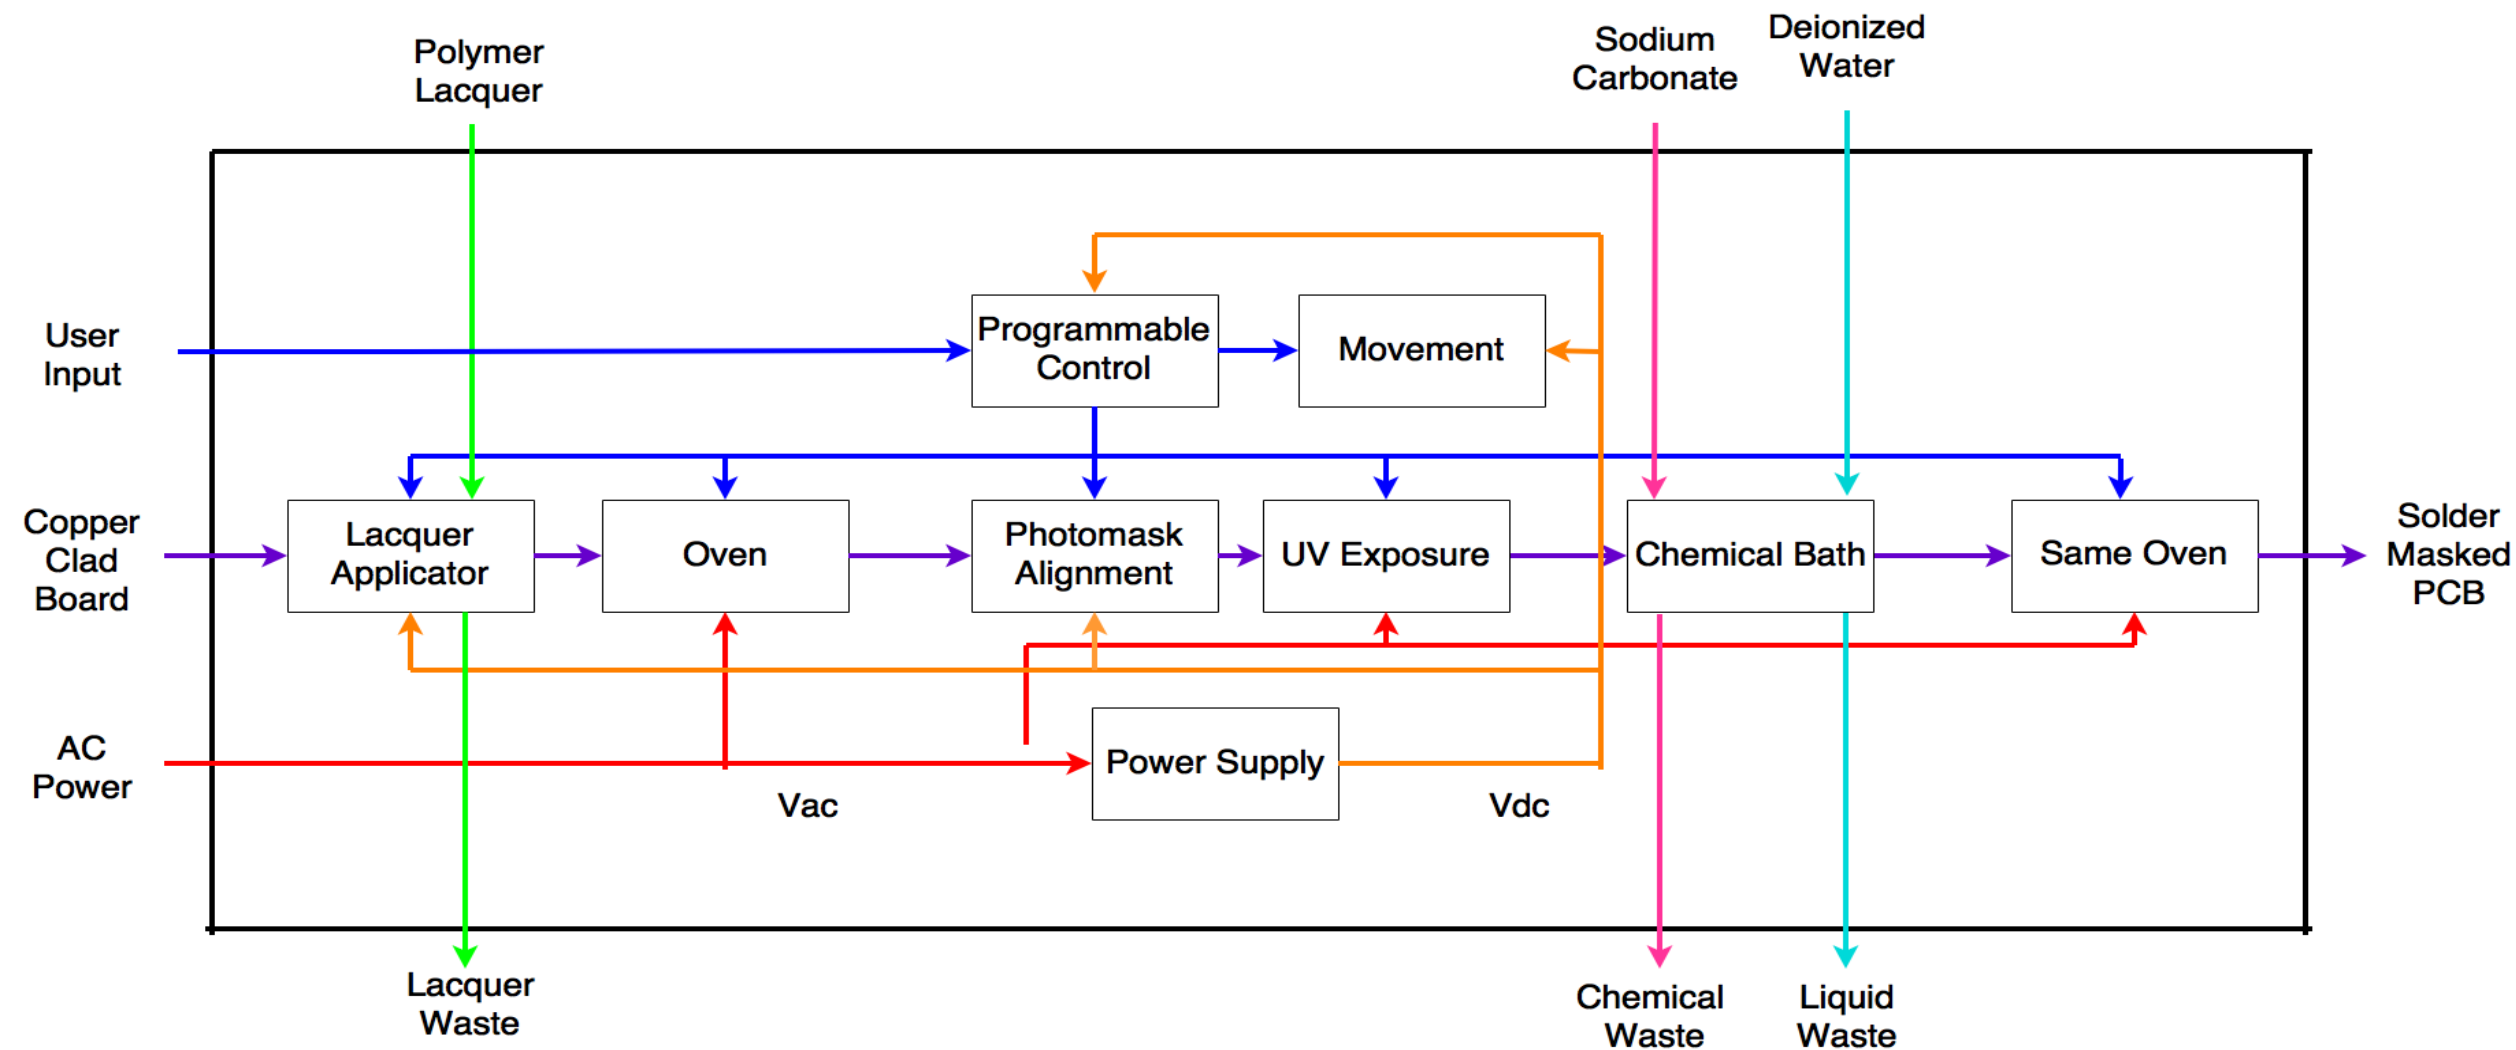 Polymer
Lacquer
Sodium
Carbonate
Deionized
Water
User
Input
Programmable
Control
Movement
Copper
Clad
Board
Lacquer
Applicator
Oven
Photomask
Alignment
UV Exposure
Chemical Bath
Same Oven
Solder
Masked
PCB
AC
Power
Power Supply
Vac
Vdc
Lacquer
Waste
Chemical
Waste
Liquid
Waste